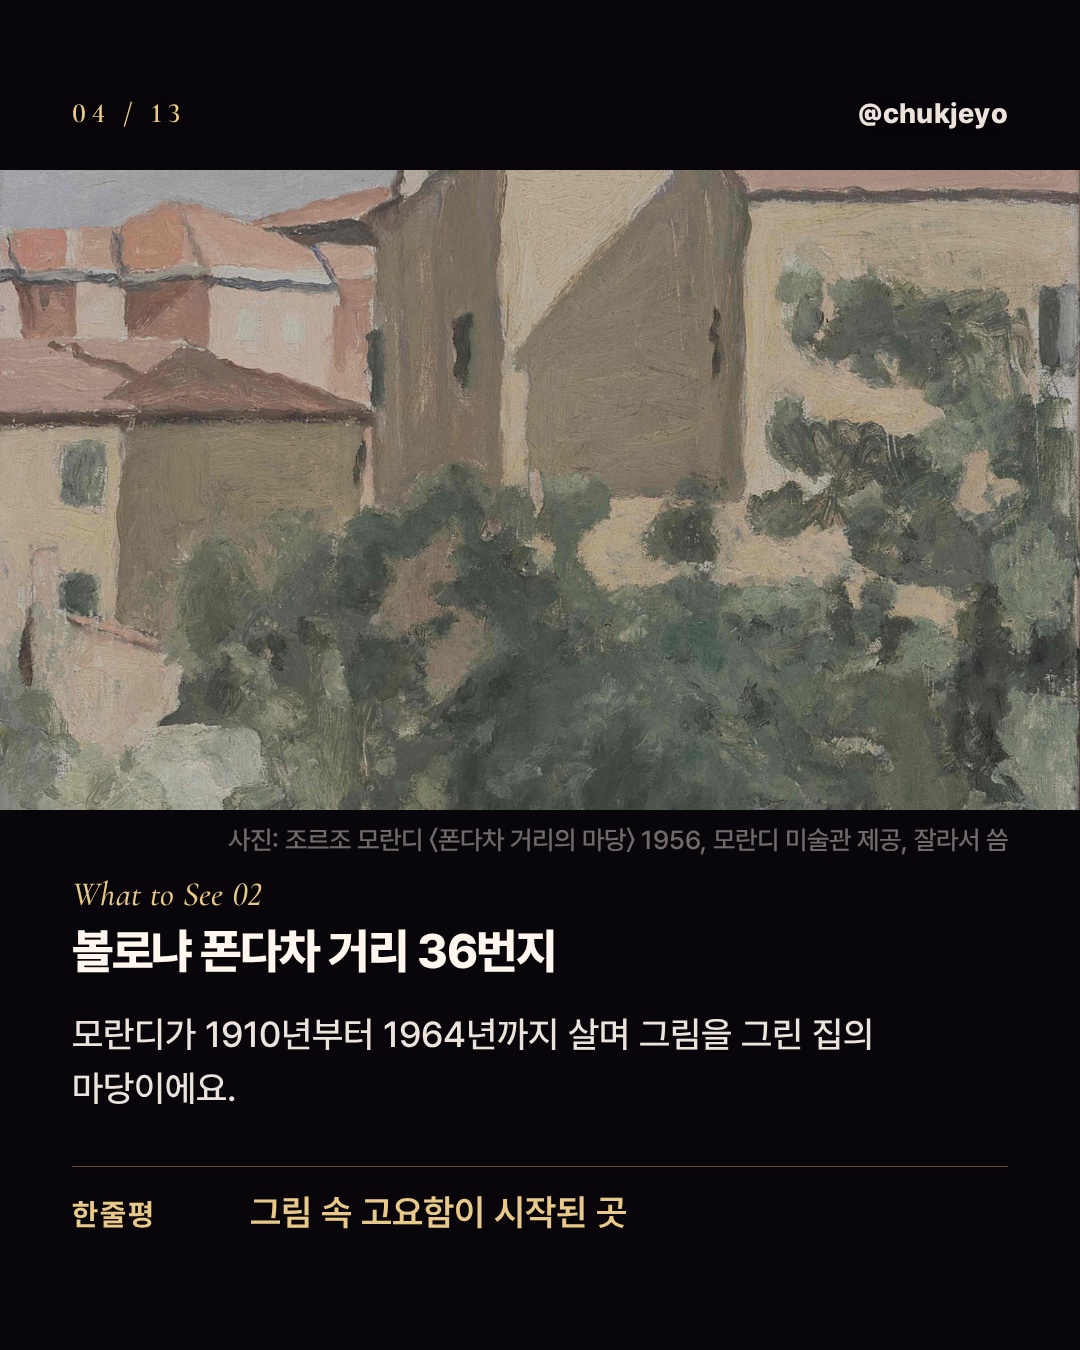 04 / 13
@chukjeyo
사진: 조르조 모란디 〈폰다차 거리의 마당〉 1956, 모란디 미술관 제공, 잘라서 씀
What to See 02
볼로냐 폰다차 거리 36번지
모란디가 1910년부터 1964년까지 살며 그림을 그린 집의
마당이에요.
한줄평
그림 속 고요함이 시작된 곳